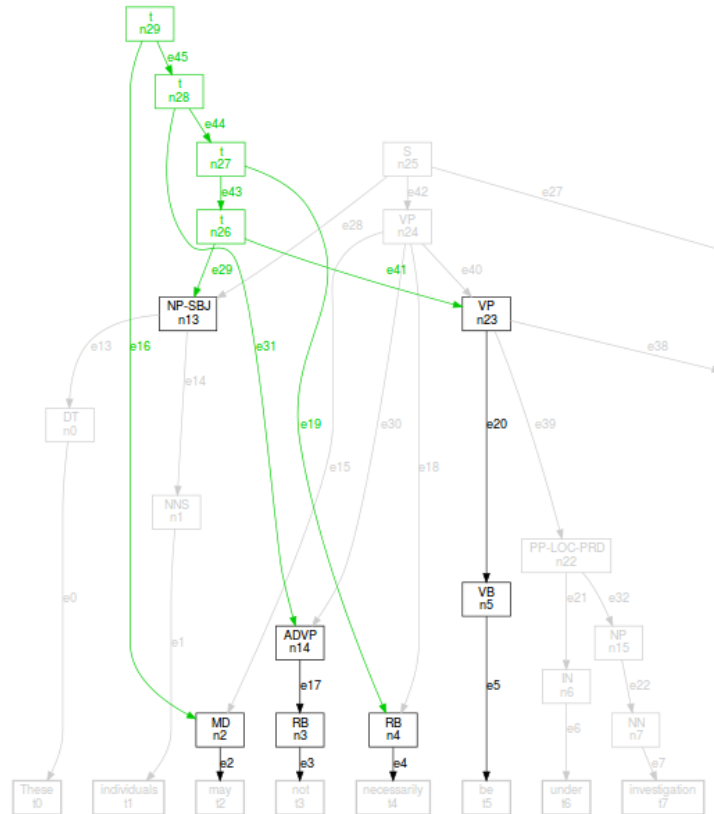 t
n29
e45
t
n28
e44
t
n27
S
n25
e43
e42
e27
t
n26
VP
n24
e28
e29
e41
e40
NP-SBJ
n13
VP
n23
e13
e16
e31
e38
e14
DT
n0
e19
e30
e20
e39
e15
e18
NNS
n1
PP-LOC-PRD
n22
e0
VB
n5
e21
e32
e1
ADVP
n14
NP
n15
e17
e5
IN
n6
e22
MD
n2
RB
n3
RB
n4
e6
NN
n7
e2
e3
e4
e7
These
t0
individuals
t1
may
t2
not
t3
necessarily
t4
be
t5
under
t6
investigation
t7